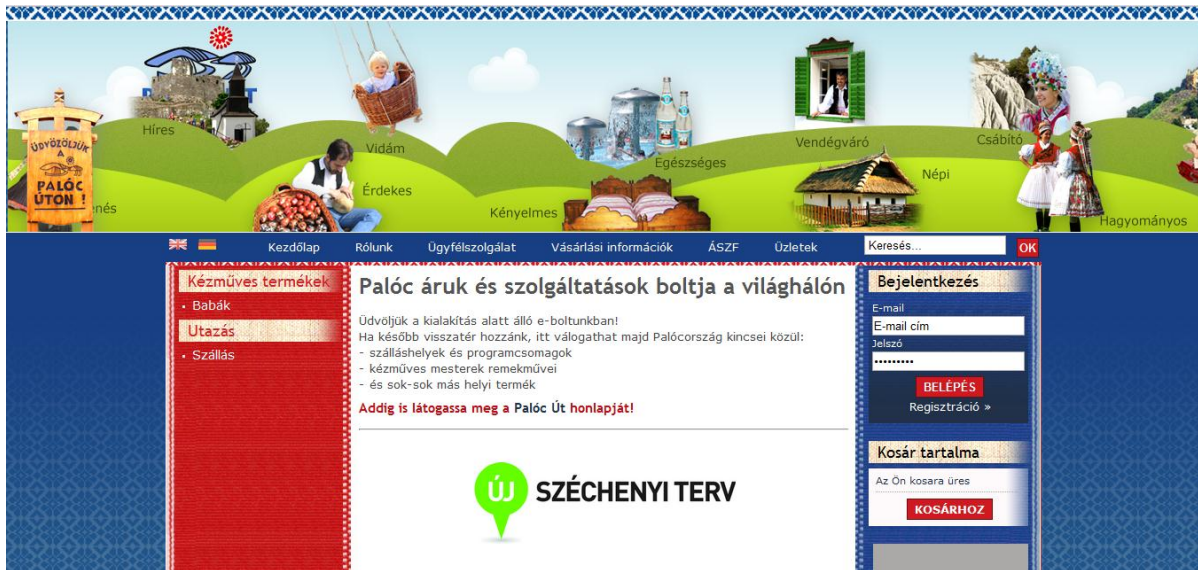 Híres
Vidám
Érdekes
Kényelmes
Egészséges
Vendégváró
Népi
Csábító
Hagyományos
ÜDVÖZÖLJÜK
A
PALÓC
ÚTON !
Kezdőlap Rólunk Ügyfélszolgálat Vásárlási információk ÁSZF Üzletek Keresés... OK
Kézműves termékek
• Babák
Utazás
• Szállás
Palóc áruk és szolgáltatások boltja a világhálón
Üdvöljük a kialakítás alatt álló e-boltunkban!
Ha később visszatér hozzánk, itt válogathat majd Palócország kincsei közül:
- szálláshelyek és programcsomagok
- kézműves mesterek remekművei
- és sok-sok más helyi termék
Addig is látogassa meg a Palóc Út honlapját!
ÚJ SZÉCHENYI TERV
Bejelentkezés
E-mail
E-mail cím
Jelszó
•••••••••
BELÉPÉS
Regisztráció »
Kosár tartalma
Az Ön kosara üres
KOSÁRHOZ